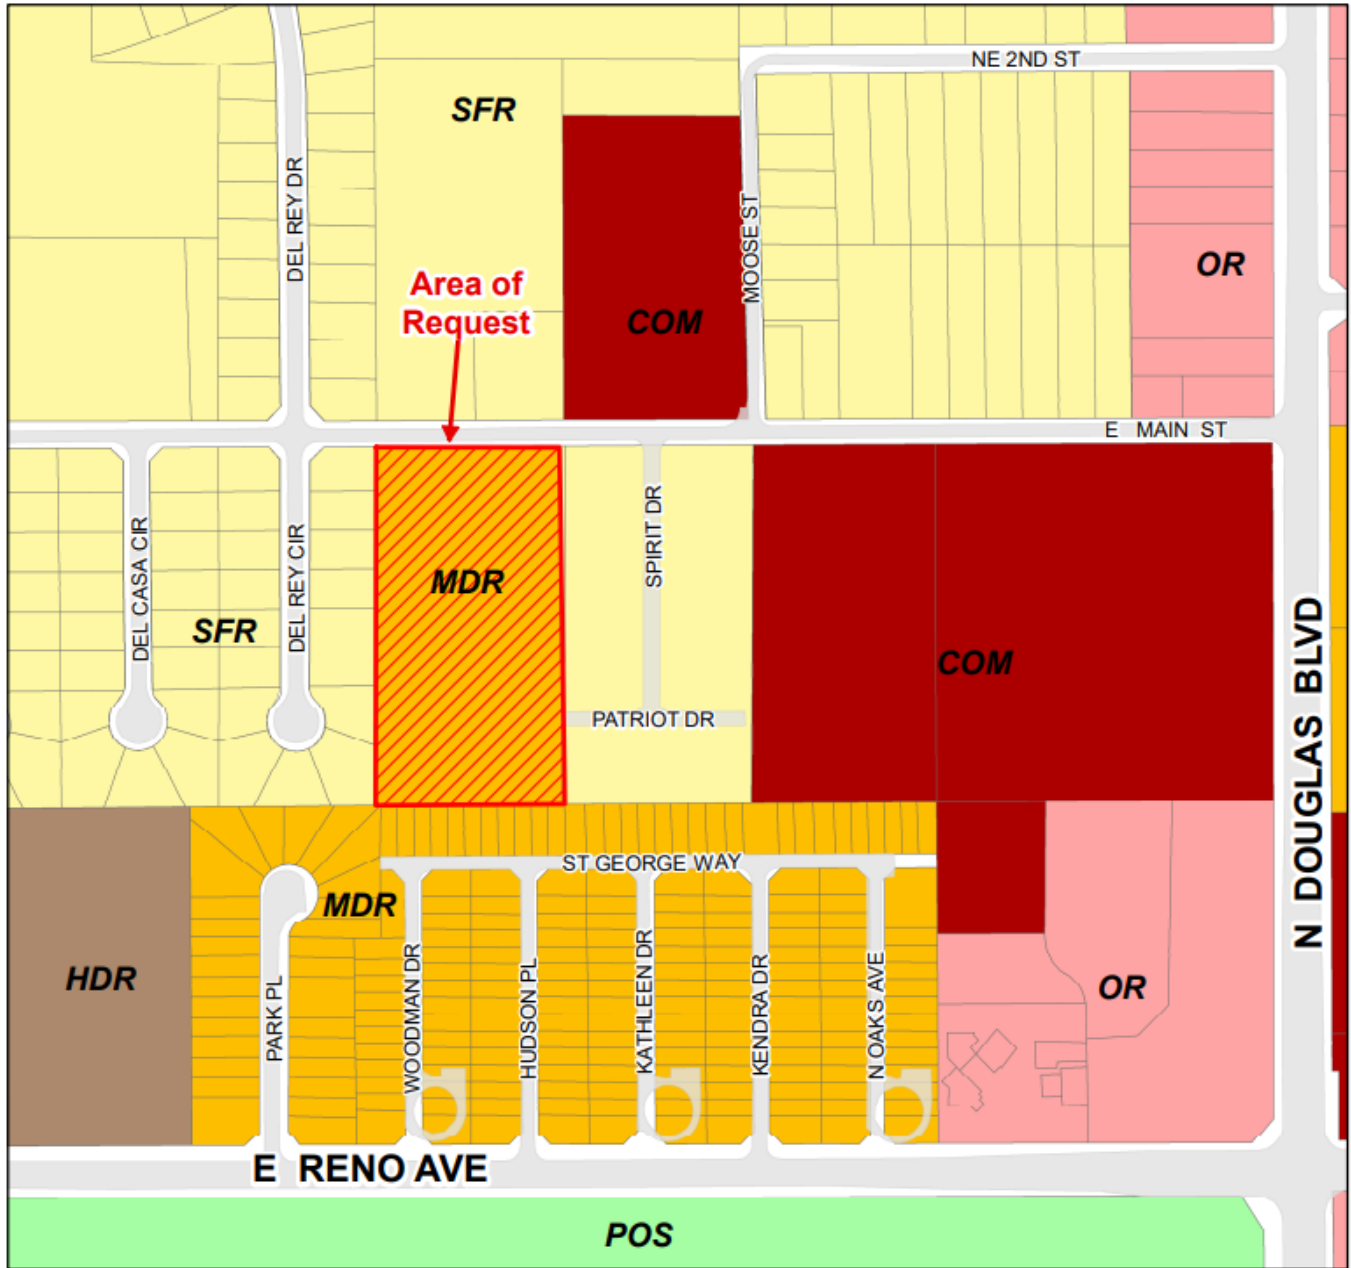 NE 2ND ST
SFR
DEL REY DR
MOOSE ST
OR
Area of
Request
COM
E MAIN ST
SPIRIT DR
DEL CASA CIR
DEL REY CIR
MDR
SFR
COM
PATRIOT DR
N DOUGLAS BLVD
ST GEORGE WAY
MDR
HDR
OR
PARK PL
WOODMAN DR
HUDSON PL
KATHLEEN DR
KENDRA DR
N OAKS AVE
E RENO AVE
POS